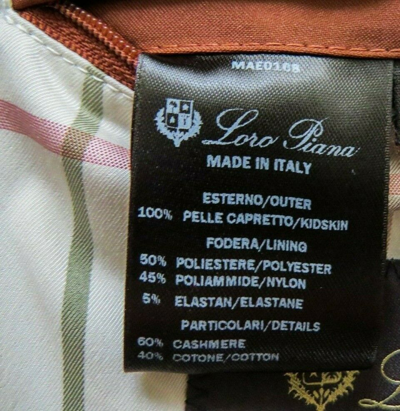 MAE0168
Loro Piana
MADE IN ITALY
ESTERNO/OUTER
100% PELLE CAPRETTO/KIDSKIN
FODERA/LINING
50% POLIESTERE/POLYESTER
45% POLIAMMIDE/NYLON
5% ELASTAN/ELASTANE
PARTICOLARI/DETAILS
60% CASHMERE
40% COTONE/COTTON